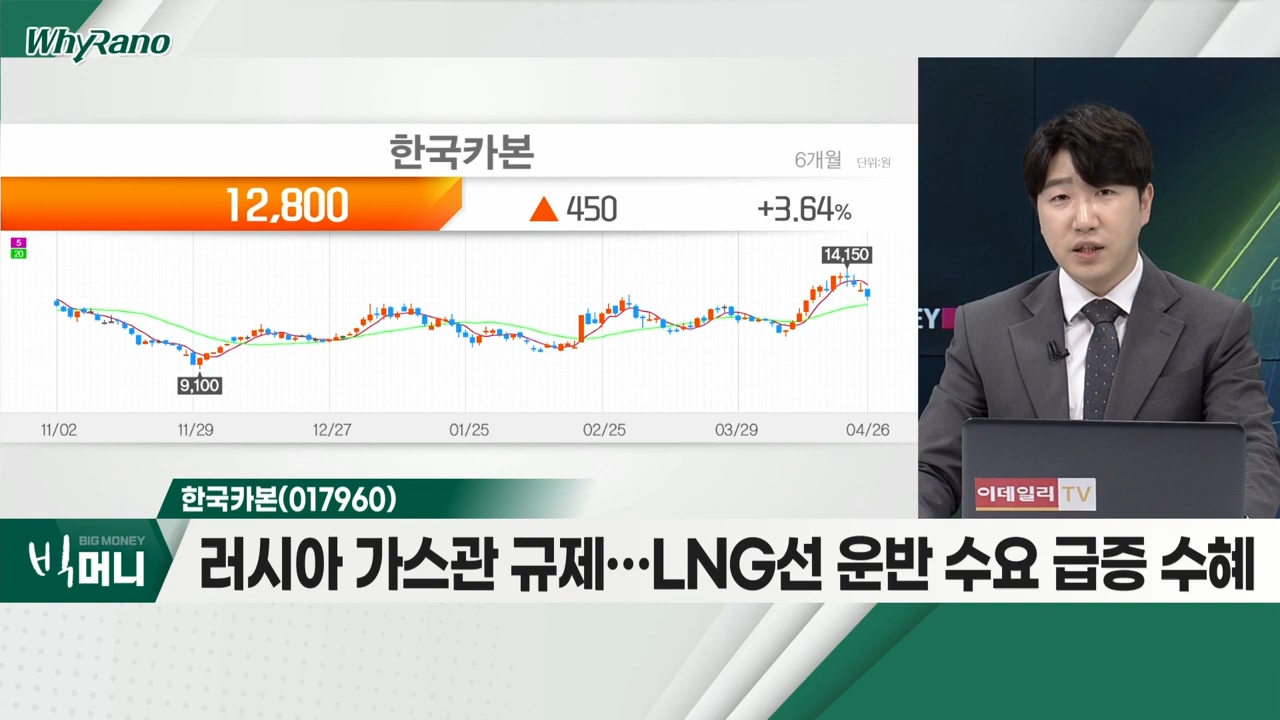 WhyRano
한국카본
6개월 단위:원
12,800 ▲ 450 +3.64%
5
20
14,150
9,100
11/02 11/29 12/27 01/25 02/25 03/29 04/26
EY
이데일리 TV
한국카본(017960)
BIG MONEY
빅머니
러시아 가스관 규제···LNG선 운반 수요 급증 수혜